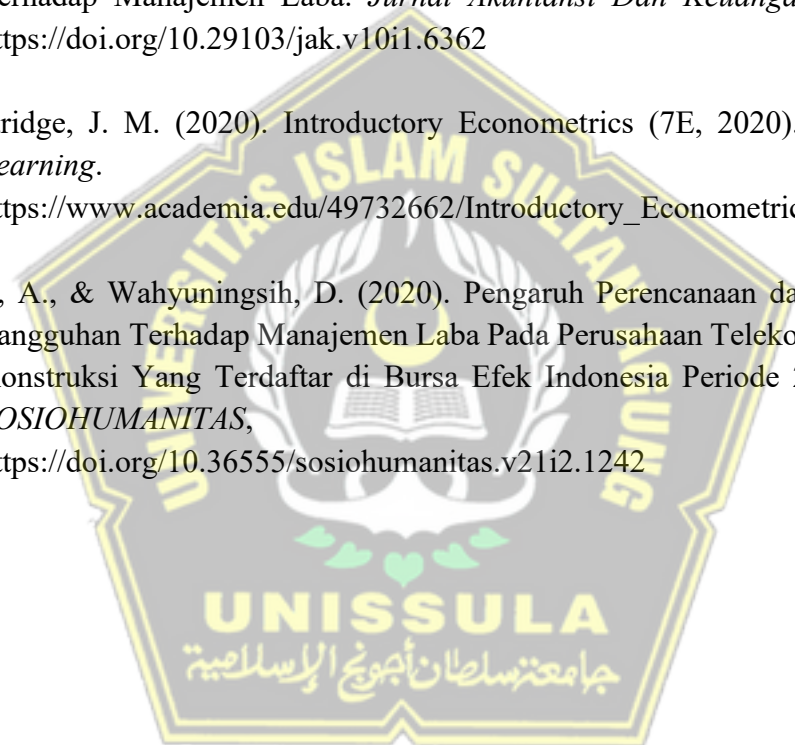 erhadap Manajemen Laba. Jurnal Akuntansi Dan Keuanga
ttps://doi.org/10.29103/jak.v10i1.6362
ridge, J. M. (2020). Introductory Econometrics (7E, 2020).
earning.
ttps://www.academia.edu/49732662/Introductory_Econometric
, A., & Wahyuningsih, D. (2020). Pengaruh Perencanaan da
angguhan Terhadap Manajemen Laba Pada Perusahaan Teleko
onstruksi Yang Terdaftar di Bursa Efek Indonesia Periode
OSIOHUMANITAS,
ttps://doi.org/10.36555/sosiohumanitas.v21i2.1242
UNIVERSITAS ISLAM SULTAN AGUNG
UNISSULA
جامعة سلطان أجونج الإسلامية